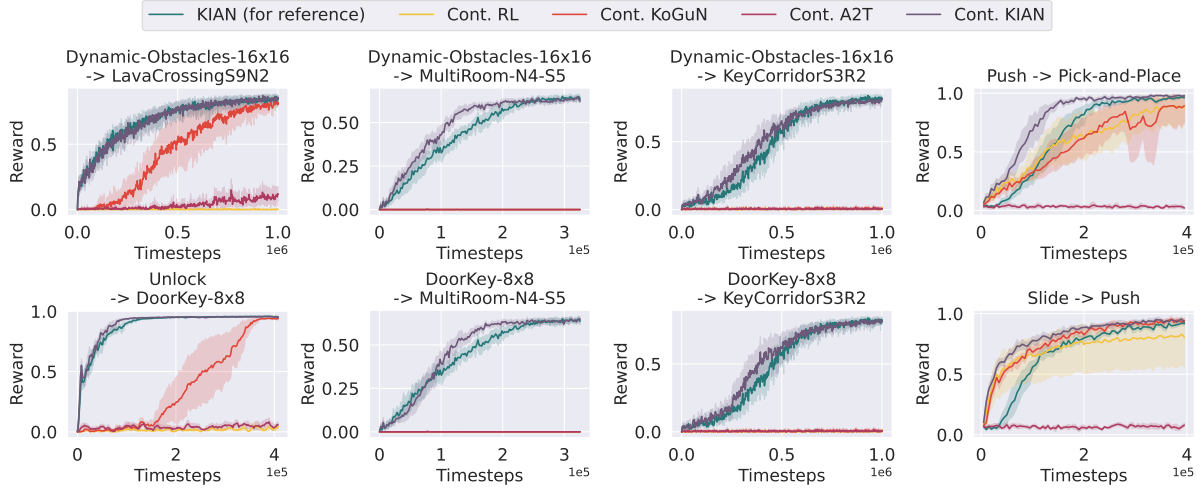 KIAN (for reference) Cont. RL Cont. KoGuN Cont. A2T Cont. KIAN
Dynamic-Obstacles-16x16
-> LavaCrossingS9N2
Reward
0.5
0.0
0.0 0.5 1.0
1e6
Timesteps
Dynamic-Obstacles-16x16
-> MultiRoom-N4-S5
Reward
0.50
0.25
0.00
0 1 2 3
1e5
Timesteps
Dynamic-Obstacles-16x16
-> KeyCorridorS3R2
Reward
0.5
0.0
0.0 0.5 1.0
1e6
Timesteps
Push -> Pick-and-Place
Reward
1.0
0.5
0.0
0 2 4
1e5
Timesteps
Unlock
-> DoorKey-8x8
Reward
1.0
0.5
0.0
0 2 4
1e5
Timesteps
DoorKey-8x8
-> MultiRoom-N4-S5
Reward
0.50
0.25
0.00
0 1 2 3
1e5
Timesteps
DoorKey-8x8
-> KeyCorridorS3R2
Reward
0.5
0.0
0.0 0.5 1.0
1e6
Timesteps
Slide -> Push
Reward
1.0
0.5
0.0
0 2 4
1e5
Timesteps